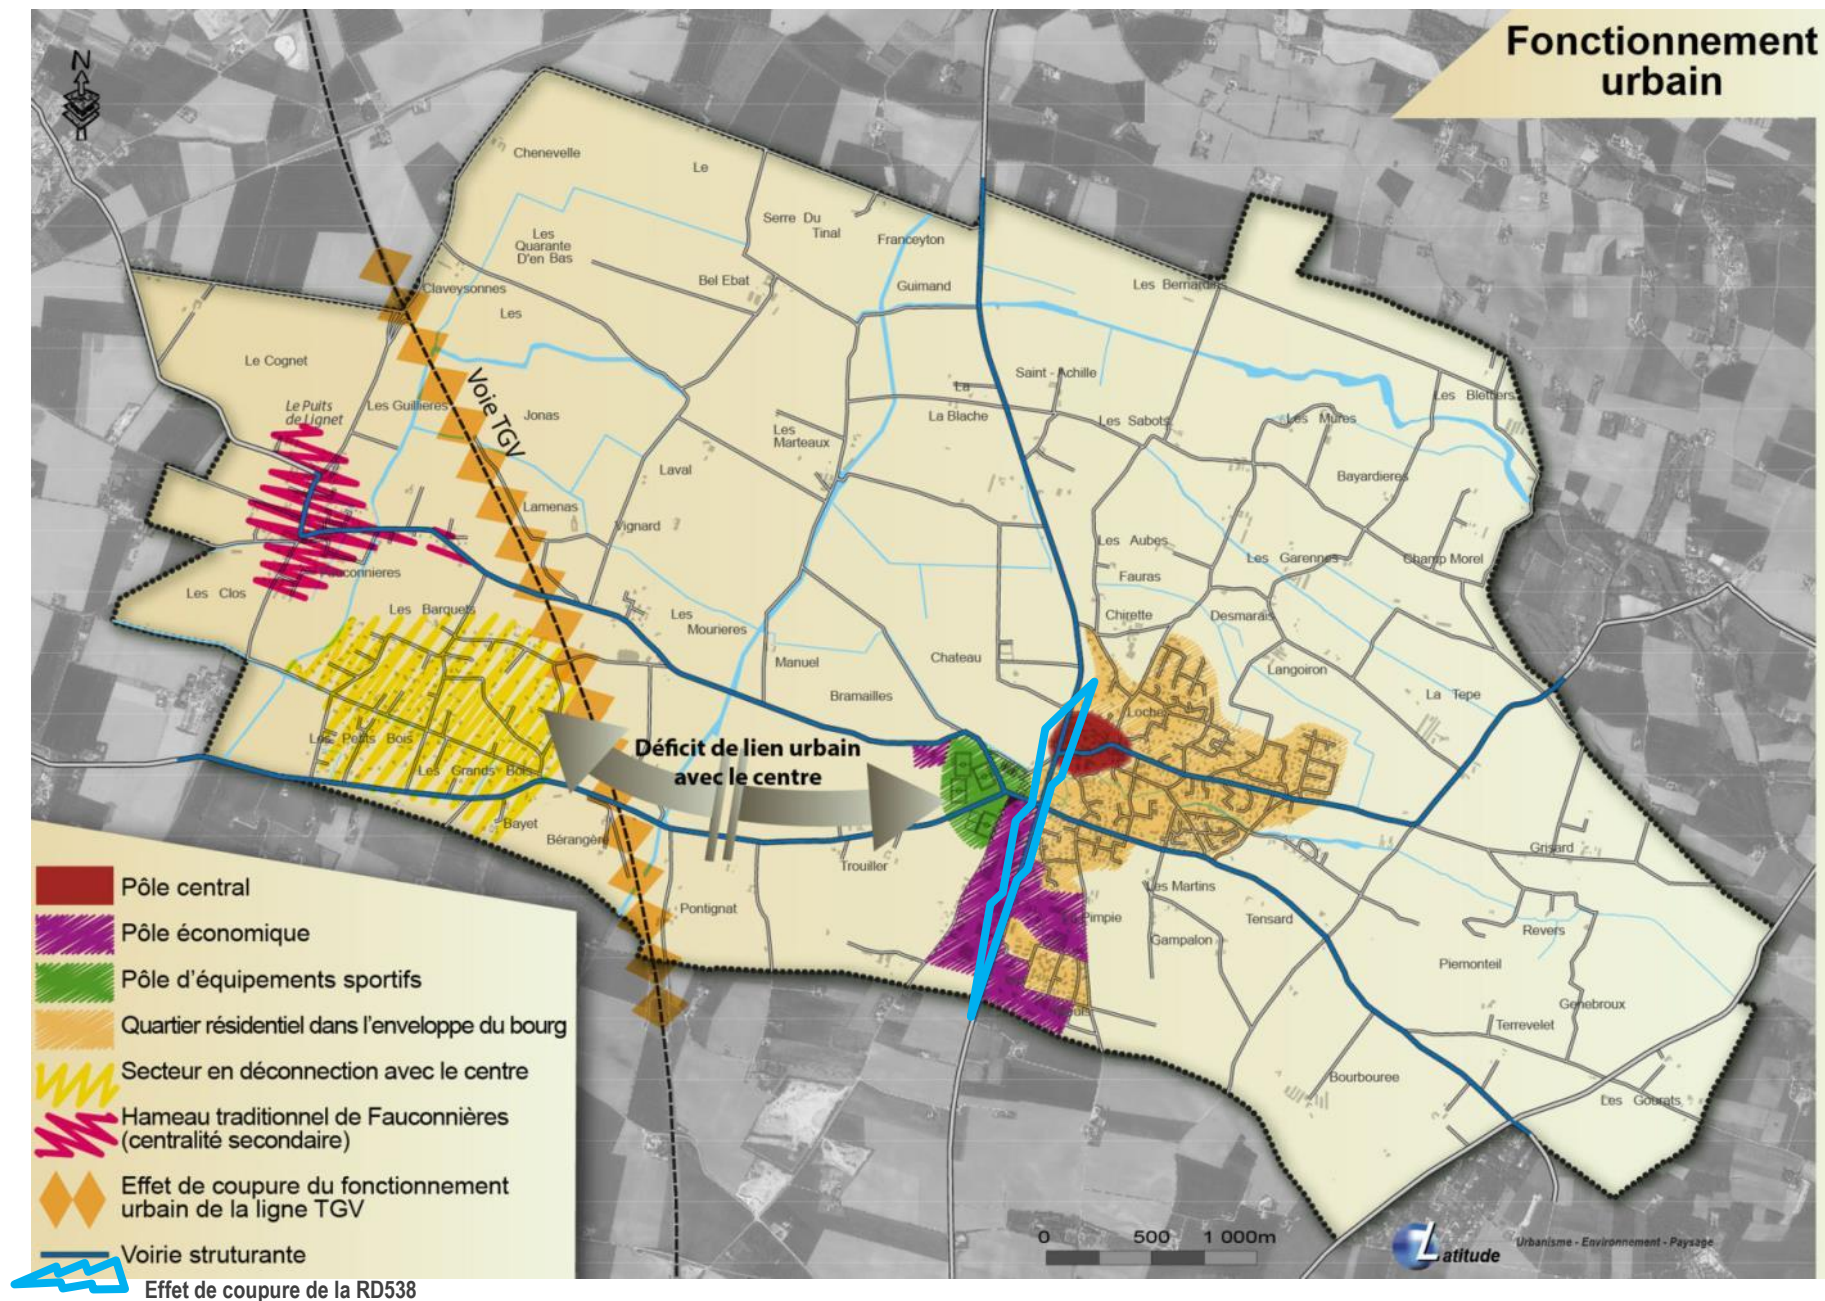 Fonctionnement
urbain
N
Chenevelle
Le
Serre Du
Tinal
Franceyton
Les
Quarante
D'en Bas
Bel Ebat
Guimand
Les Bernardins
Claveysonnes
Les
Le Cognet
Voie TGV
Saint - Achille
La
La Blache
Les Sabots
Les Mures
Les Blettiers
Le Puits
de Lignet
Les Guilleres
Jonas
Les
Marteaux
Laval
Bayardieres
Lamenas
Vignard
Les Aubes
Les Garennes
Champ Morel
Fauras
Fauconnieres
Les Clos
Les Barquets
Les
Mourieres
Chirette
Desmarais
Manuel
Chateau
Langoiron
Bramailles
La Tepe
Loche
Les Petits Bois
Déficit de lien urbain
avec le centre
Les Grands Bois
Bayet
Bérangère
Trouiller
Grisard
Les Martins
Pontignat
Pimpie
Tensard
Gampalon
Revers
Piemonteil
Genebroux
Terrevelet
Bourbouree
Les Gourats
Pôle central
Pôle économique
Pôle d'équipements sportifs
Quartier résidentiel dans l'enveloppe du bourg
Secteur en déconnection avec le centre
Hameau traditionnel de Fauconnières
(centralité secondaire)
Effet de coupure du fonctionnement
urbain de la ligne TGV
Voirie struturante
Effet de coupure de la RD538
0 500 1 000m
Latitude
Urbanisme - Environnement - Paysage